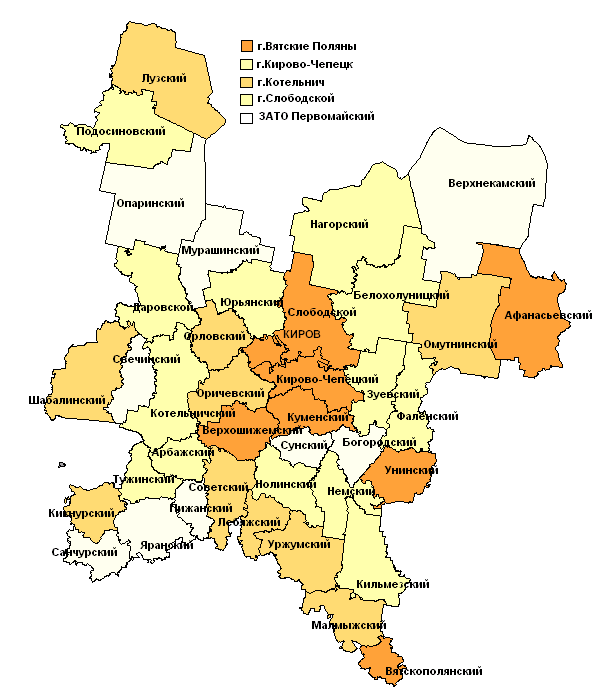 г.Вятские Поляны
г.Кирово-Чепецк
г.Котельнич
г.Слободской
ЗАТО Первомайский
Лузский
Подосиновский
Опаринский
Верхнекамский
Нагорский
Мурашинский
Юрьянский
Белохолуницкий
Даровской
Слободской
Афанасьевский
Орловский
КИРОВ
Омутнинский
Свечинский
Кирово-Чепецкий
Оричевский
Зуевский
Шабалинский
Котельничский
Куменский
Фаленский
Верхошижемский
Сунский
Богородский
Арбажский
Унинский
Тужинский
Советский
Нолинский
Немский
Кикнурский
Пижанский
Лебяжский
Санчурский
Яранский
Уржумский
Кильмезский
Малмыжский
Вятскополянский